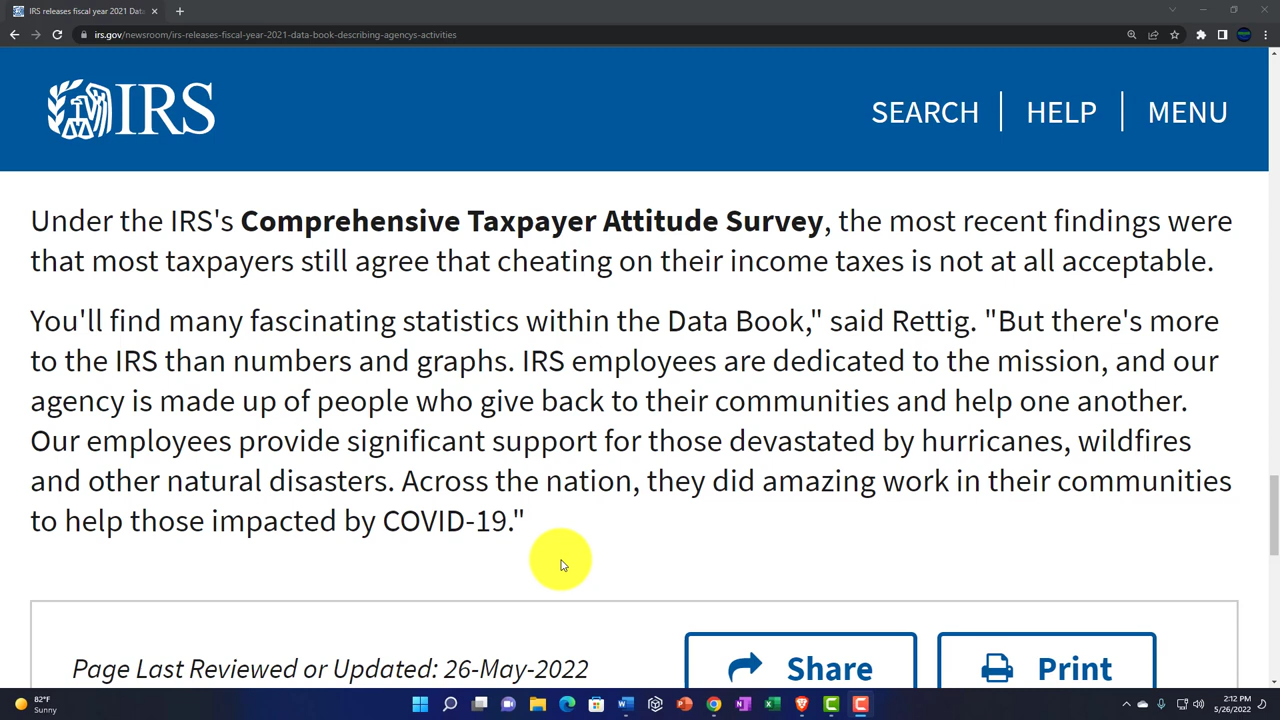 IRS releases fiscal year 2021 Dat
irs.gov/newsroom/irs-releases-fiscal-year-2021-data-book-describing-agencys-activities
IRS
SEARCH
HELP
MENU
Under the IRS's Comprehensive Taxpayer Attitude Survey, the most recent findings were
that most taxpayers still agree that cheating on their income taxes is not at all acceptable.
You'll find many fascinating statistics within the Data Book," said Rettig. "But there's more
to the IRS than numbers and graphs. IRS employees are dedicated to the mission, and our
agency is made up of people who give back to their communities and help one another.
Our employees provide significant support for those devastated by hurricanes, wildfires
and other natural disasters. Across the nation, they did amazing work in their communities
to help those impacted by COVID-19."
Page Last Reviewed or Updated: 26-May-2022
Share
Print
82°F
Sunny
2:12 PM
5/26/2022